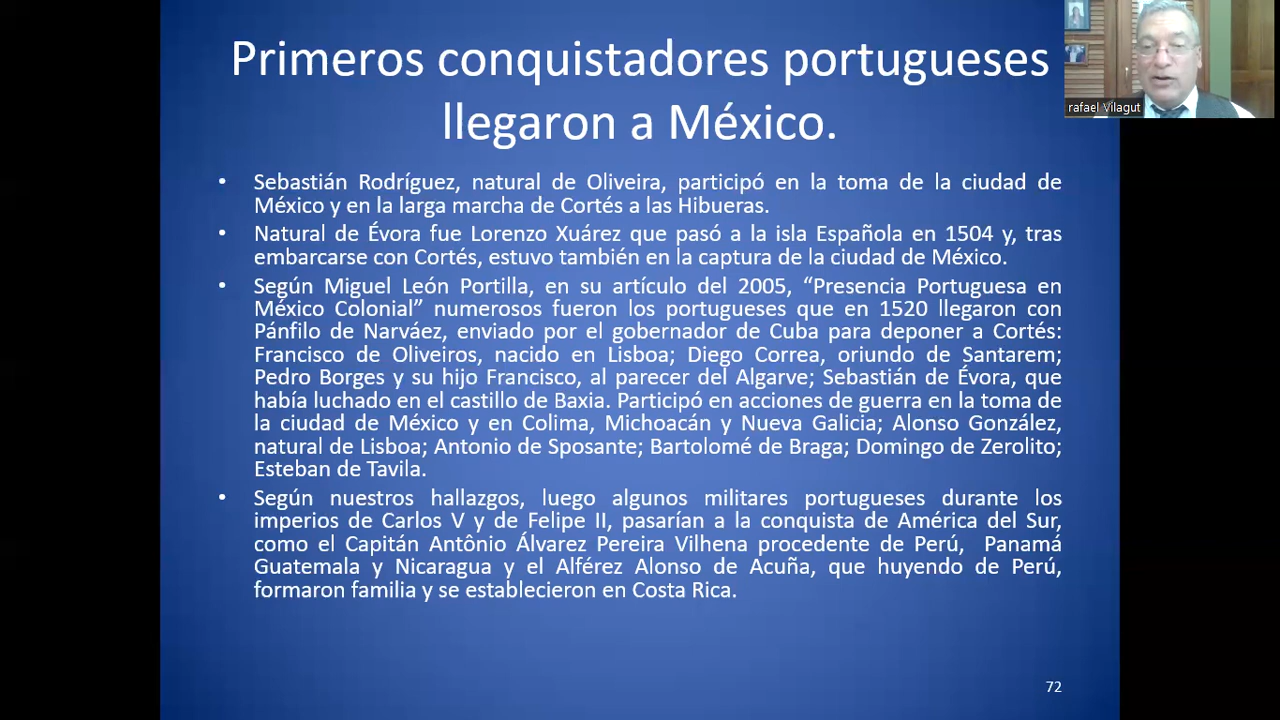 Primeros conquistadores portugueses
llegaron a México.
rafael Vilagut
• Sebastián Rodríguez, natural de Oliveira, participó en la toma de la ciudad de
México y en la larga marcha de Cortés a las Hibueras.
• Natural de Évora fue Lorenzo Xuárez que pasó a la isla Española en 1504 y, tras
embarcarse con Cortés, estuvo también en la captura de la ciudad de México.
• Según Miguel León Portilla, en su artículo del 2005, “Presencia Portuguesa en
México Colonial” numerosos fueron los portugueses que en 1520 llegaron con
Pánfilo de Narváez, enviado por el gobernador de Cuba para deponer a Cortés:
Francisco de Oliveiros, nacido en Lisboa; Diego Correa, oriundo de Santarem;
Pedro Borges y su hijo Francisco, al parecer del Algarve; Sebastián de Évora, que
había luchado en el castillo de Baxia. Participó en acciones de guerra en la toma de
la ciudad de México y en Colima, Michoacán y Nueva Galicia; Alonso González,
natural de Lisboa; Antonio de Sposante; Bartolomé de Braga; Domingo de Zerolito;
Esteban de Tavila.
• Según nuestros hallazgos, luego algunos militares portugueses durante los
imperios de Carlos V y de Felipe II, pasarían a la conquista de América del Sur,
como el Capitán Antônio Álvarez Pereira Vilhena procedente de Perú, Panamá
Guatemala y Nicaragua y el Alférez Alonso de Acuña, que huyendo de Perú,
formaron familia y se establecieron en Costa Rica.
72